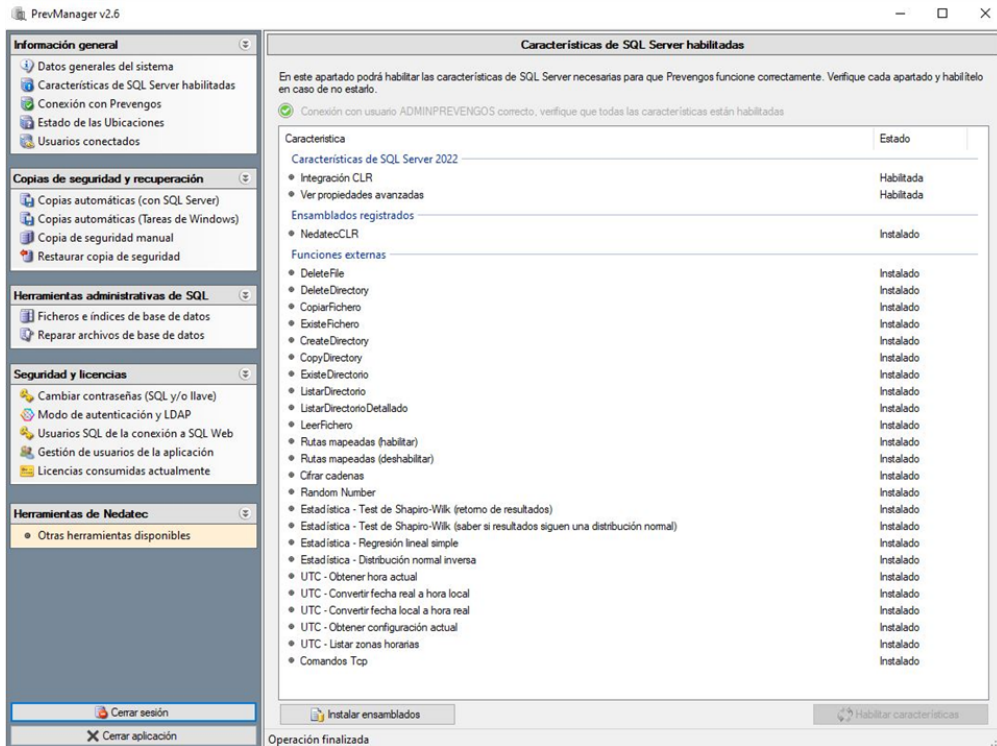 PrevManager v2.6
Información general
Datos generales del sistema
Características de SQL Server habilitadas
Conexión con Prevengos
Estado de las Ubicaciones
Usuarios conectados
Copias de seguridad y recuperación
Copias automáticas (con SQL Server)
Copias automáticas (Tareas de Windows)
Copia de seguridad manual
Restaurar copia de seguridad
Herramientas administrativas de SQL
Ficheros e índices de base de datos
Reparar archivos de base de datos
Seguridad y licencias
Cambiar contraseñas (SQL y/o llave)
Modo de autenticación y LDAP
Usuarios SQL de la conexión a SQL Web
Gestión de usuarios de la aplicación
Licencias consumidas actualmente
Herramientas de Nedatec
Otras herramientas disponibles
Cerrar sesión
Cerrar aplicación
Características de SQL Server habilitadas
En este apartado podrá habilitar las características de SQL Server necesarias para que Prevengos funcione correctamente. Verifique cada apartado y habilítelo
en caso de no estarlo.
Conexión con usuario ADMINPREVENGOS correcto, verifique que todas las características están habilitadas
Característica Estado
Características de SQL Server 2022
Integración CLR Habilitada
Ver propiedades avanzadas Habilitada
Ensamblados registrados
NedatecCLR Instalado
Funciones externas
DeleteFile Instalado
DeleteDirectory Instalado
CopiarFichero Instalado
ExisteFichero Instalado
CreateDirectory Instalado
CopyDirectory Instalado
ExisteDirectorio Instalado
ListarDirectorio Instalado
ListarDirectorioDetallado Instalado
LeerFichero Instalado
Rutas mapeadas (habilitar) Instalado
Rutas mapeadas (deshabilitar) Instalado
Cifrar cadenas Instalado
Random Number Instalado
Estadística - Test de Shapiro-Wilk (retorno de resultados) Instalado
Estadística - Test de Shapiro-Wilk (saber si resultados siguen una distribución normal) Instalado
Estadística - Regresión lineal simple Instalado
Estadística - Distribución normal inversa Instalado
UTC - Obtener hora actual Instalado
UTC - Convertir fecha real a hora local Instalado
UTC - Convertir fecha local a hora real Instalado
UTC - Obtener configuración actual Instalado
UTC - Listar zonas horarias Instalado
Comandos Tcp Instalado
Instalar ensamblados
Habilitar características
Operación finalizada